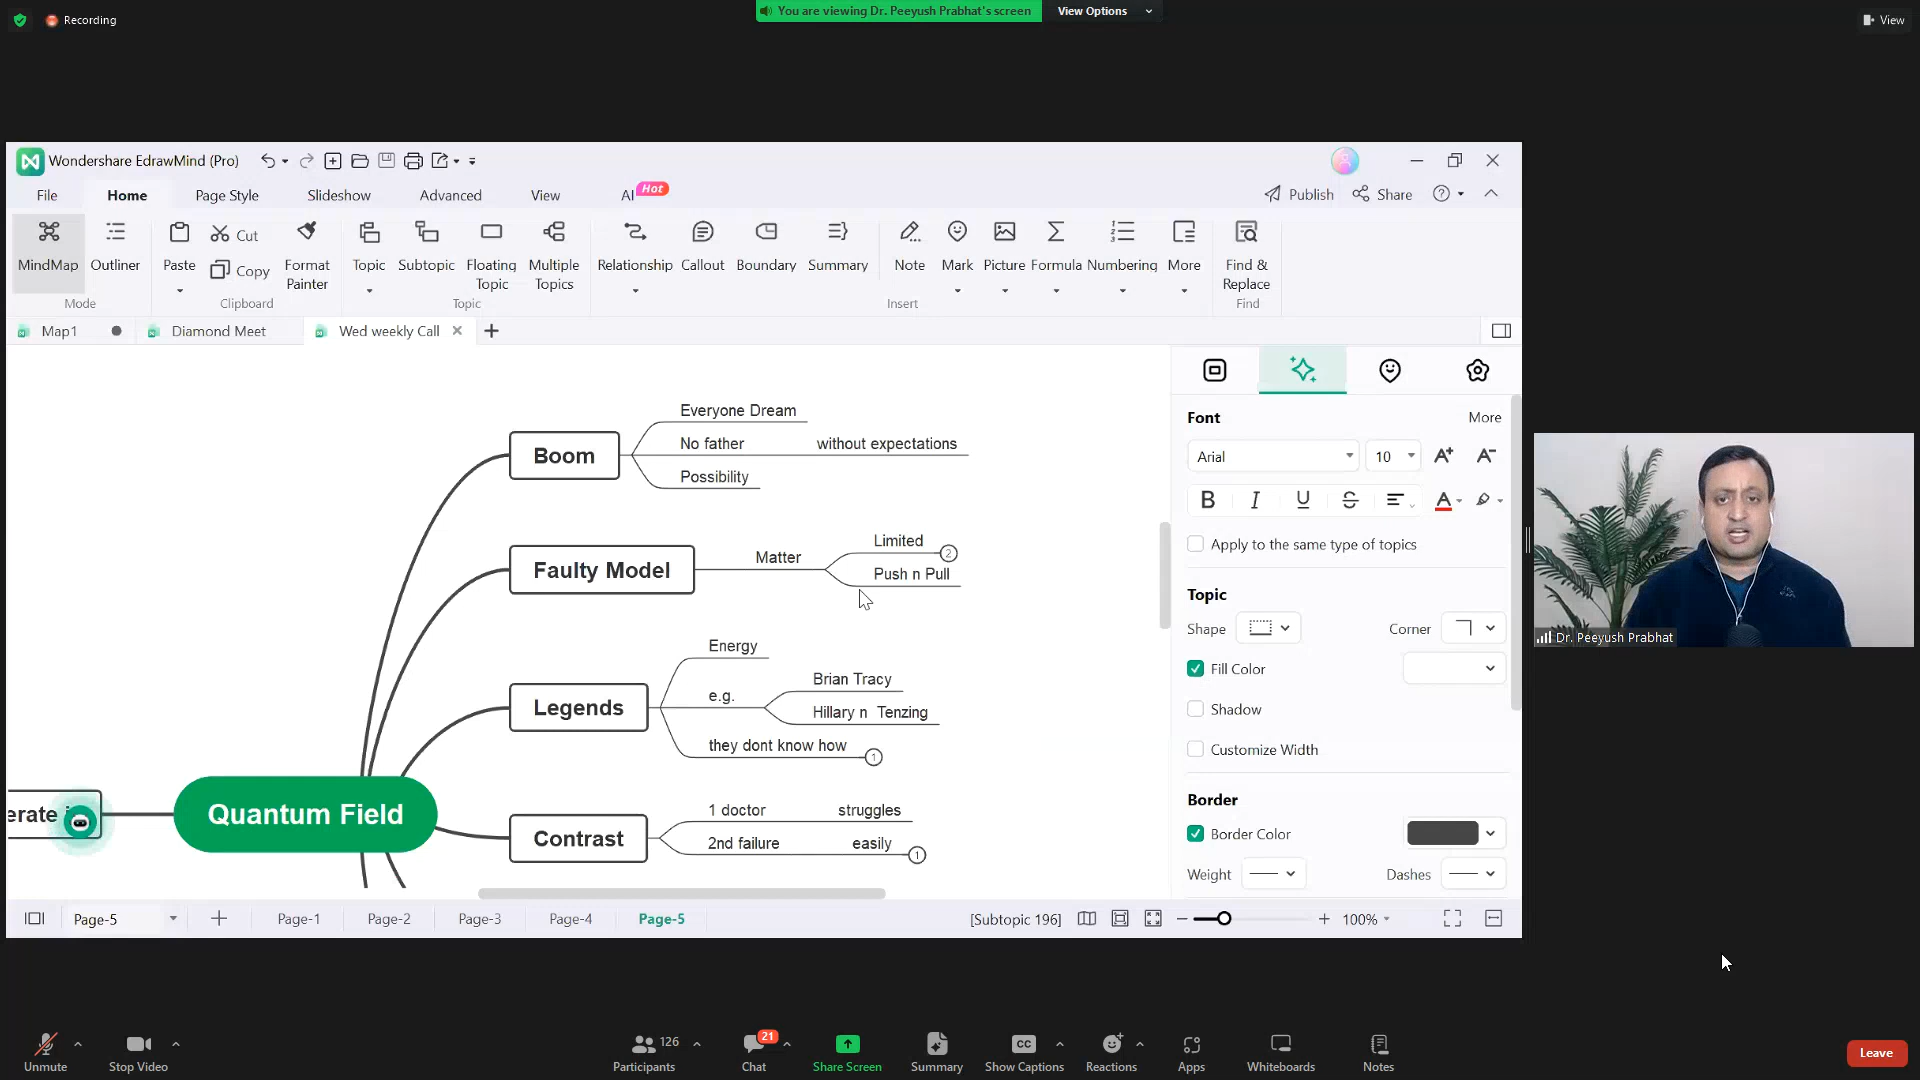 Recording
You are viewing Dr. Peeyush Prabhat's screen
View Options
View
Wondershare EdrawMind (Pro)
File
Home
Page Style
Slideshow
Advanced
View
AI
Hot
Publish
Share
MindMap
Outliner
Mode
Paste
Cut
Copy
Format Painter
Clipboard
Topic
Subtopic
Floating Topic
Multiple Topics
Topic
Relationship
Callout
Boundary
Summary
Note
Mark
Picture
Formula
Numbering
More
Insert
Find & Replace
Find
Map1
Diamond Meet
Wed weekly Call
Boom
Everyone Dream
No father
without expectations
Possibility
Faulty Model
Matter
Limited
2
Push n Pull
Legends
Energy
e.g.
Brian Tracy
Hillary n Tenzing
they dont know how
1
Quantum Field
Contrast
1 doctor
struggles
2nd failure
easily
1
Font
More
Arial
10
Apply to the same type of topics
Topic
Shape
Corner
Fill Color
Shadow
Customize Width
Border
Border Color
Weight
Dashes
Page-5
Page-1
Page-2
Page-3
Page-4
Page-5
[Subtopic 196]
100%
Dr. Peeyush Prabhat
Unmute
Stop Video
126
Participants
21
Chat
Share Screen
Summary
CC
Show Captions
Reactions
Apps
Whiteboards
Notes
Leave